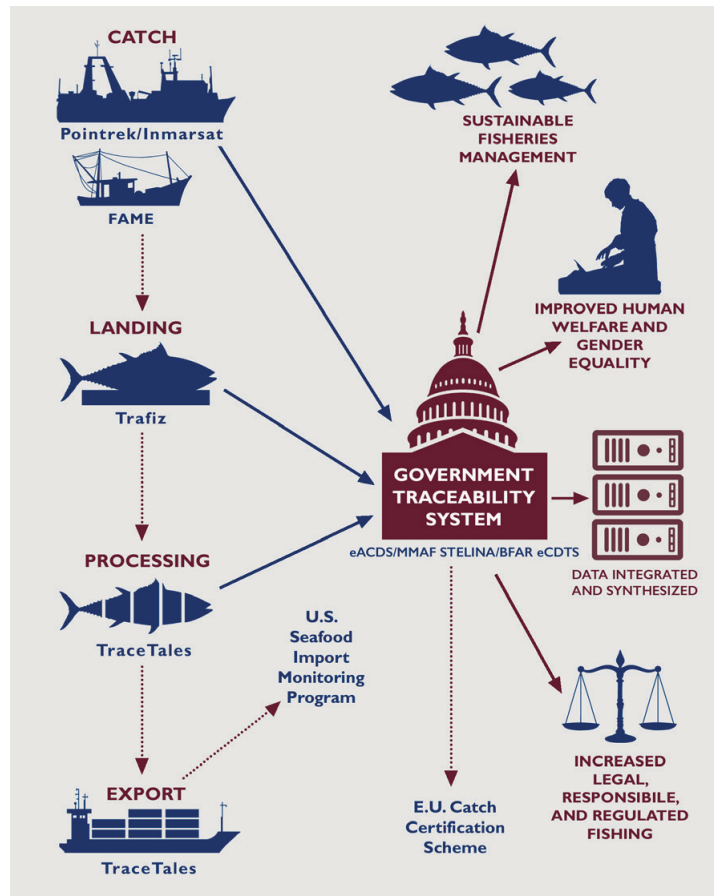 CATCH
Pointrek/Inmarsat
FAME
LANDING
Trafiz
PROCESSING
TraceTales
EXPORT
TraceTales
U.S.
Seafood
Import
Monitoring
Program
SUSTAINABLE
FISHERIES
MANAGEMENT
IMPROVED HUMAN
WELFARE AND
GENDER
EQUALITY
GOVERNMENT
TRACEABILITY
SYSTEM
eACDS/MMAF STELINA/BFAR eCDTS
DATA INTEGRATED
AND SYNTHESIZED
E.U. Catch
Certification
Scheme
INCREASED
LEGAL,
RESPONSIBILE,
AND REGULATED
FISHING